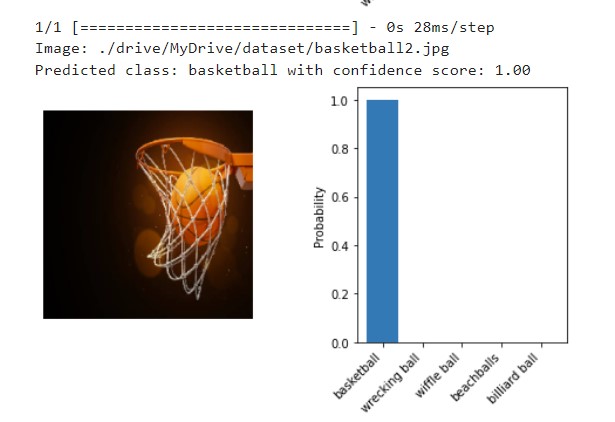 1/1 [==============================] - 0s 28ms/step
Image: ./drive/MyDrive/dataset/basketball2.jpg
Predicted class: basketball with confidence score: 1.00
1.0
0.8
0.6
0.4
0.2
0.0
Probability
basketball
wrecking ball
wiffle ball
beachballs
billiard ball